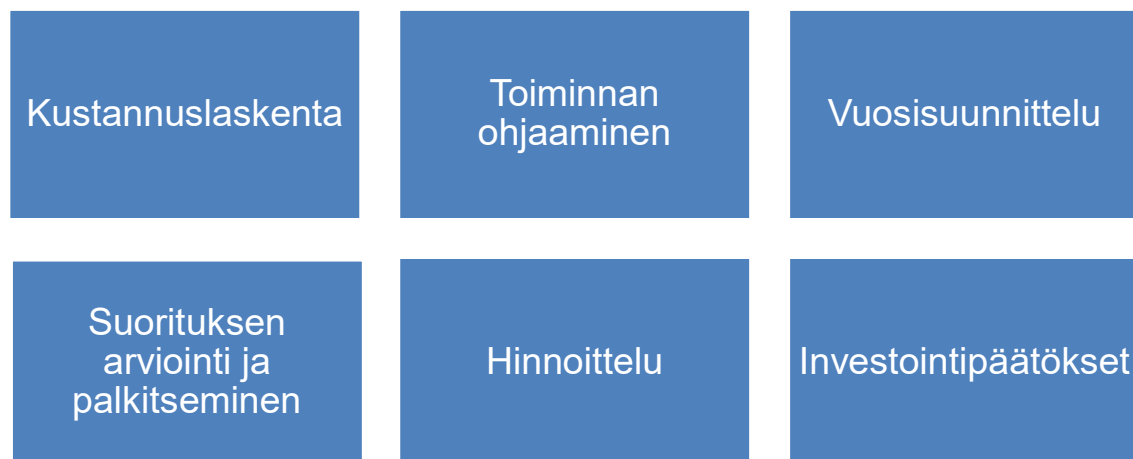 Kustannuslaskenta
Toiminnan
ohjaaminen
Vuosisuunnittelu
Suorituksen
arviointi ja
palkitseminen
Hinnoittelu
Investointipäätökset